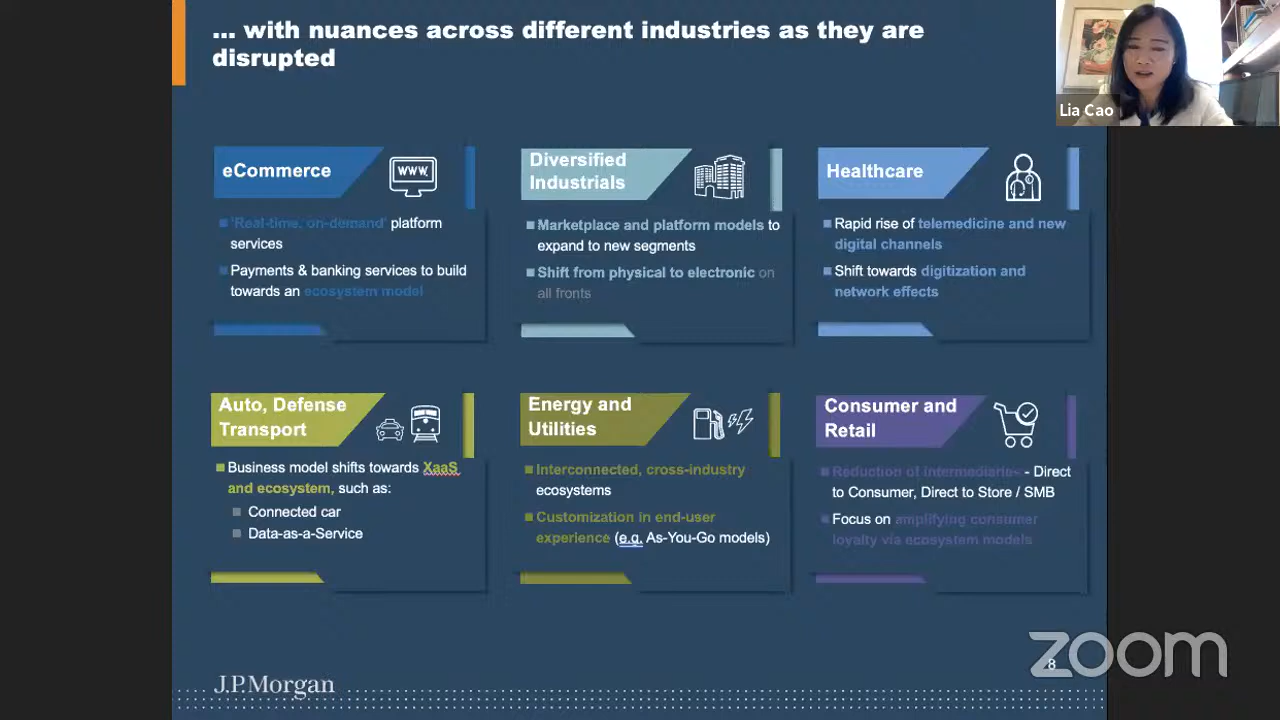 ... with nuances across different industries as they are
disrupted
Lia Cao
eCommerce
WWW.
'Real-time, on-demand' platform
services
Payments & banking services to build
towards an ecosystem model
Diversified
Industrials
Marketplace and platform models to
expand to new segments
Shift from physical to electronic on
all fronts
Healthcare
Rapid rise of telemedicine and new
digital channels
Shift towards digitization and
network effects
Auto, Defense
Transport
Business model shifts towards XaaS
and ecosystem, such as:
Connected car
Data-as-a-Service
Energy and
Utilities
Interconnected, cross-industry
ecosystems
Customization in end-user
experience (e.g. As-You-Go models)
Consumer and
Retail
Reduction of intermediaries - Direct
to Consumer, Direct to Store / SMB
Focus on amplifying consumer
loyalty via ecosystem models
J.P.Morgan
8
zoom